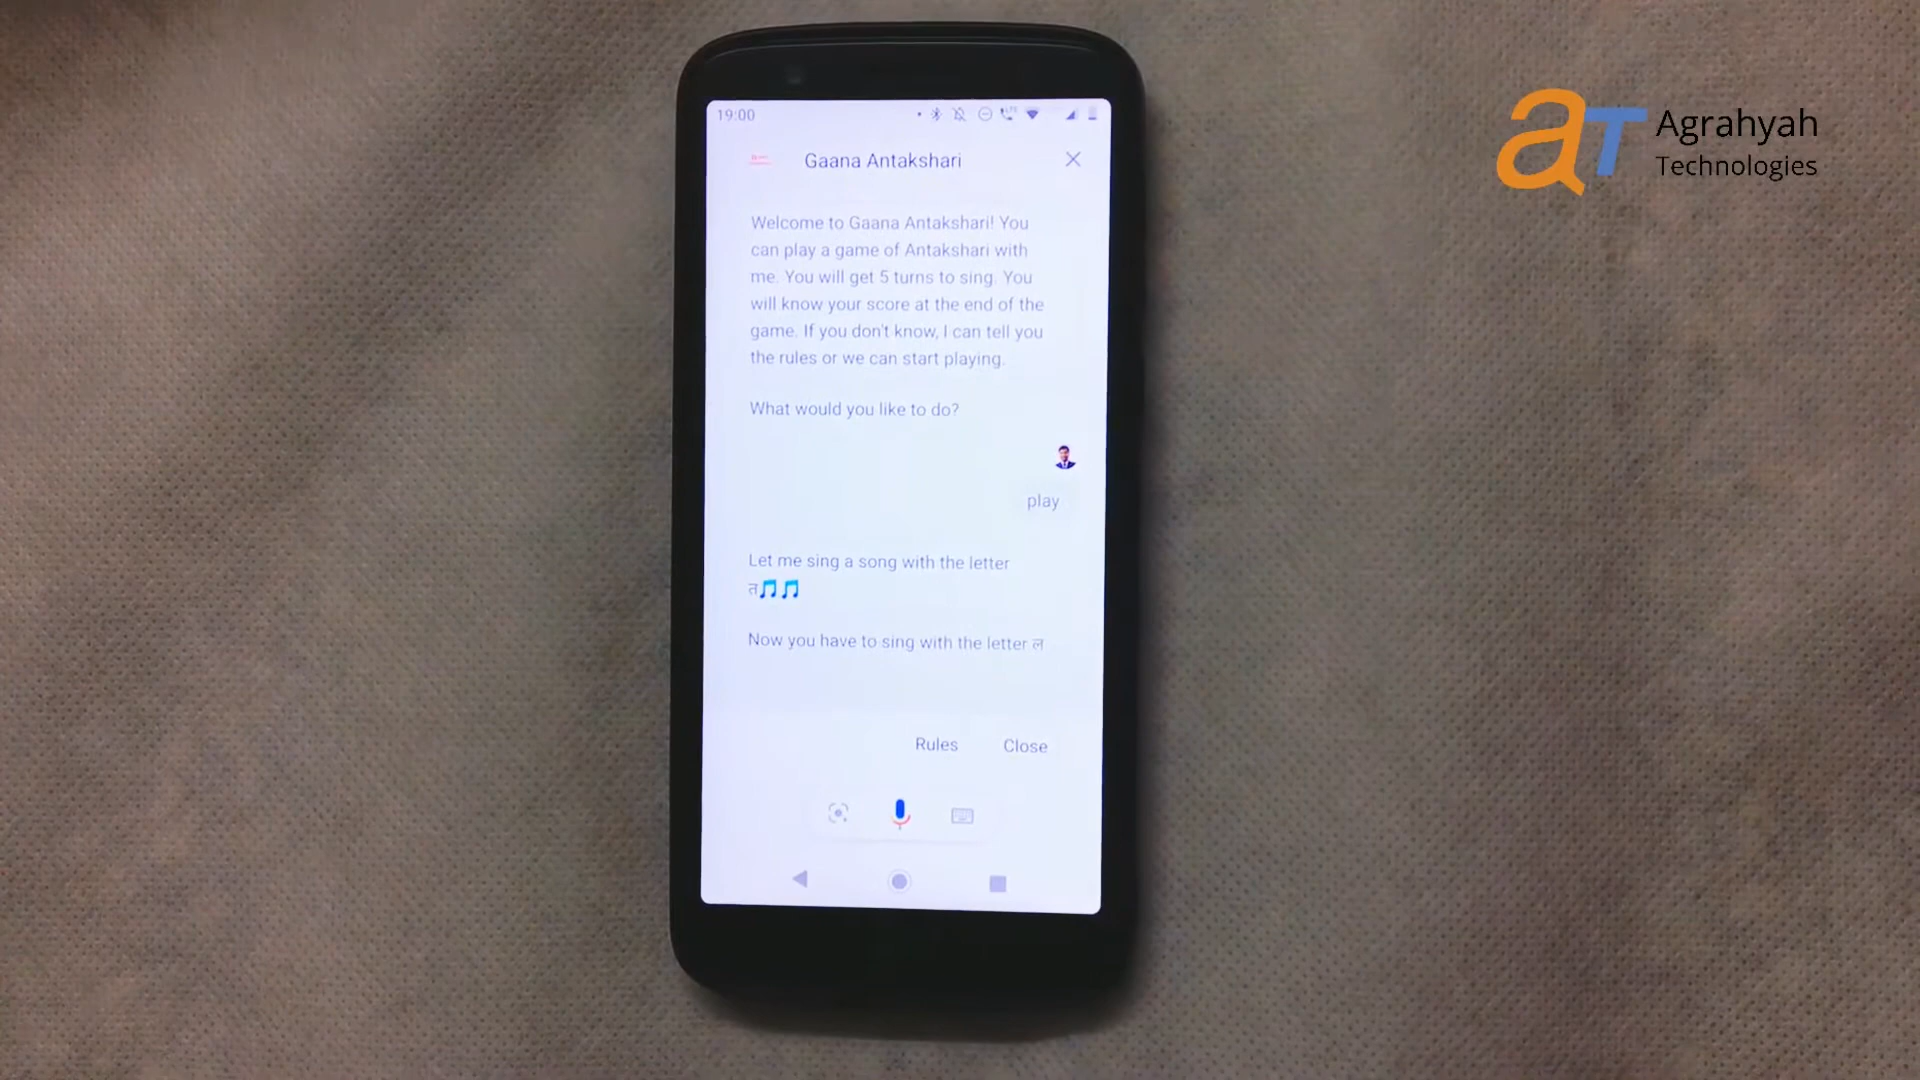 19:00
Gaana Antakshari
Welcome to Gaana Antakshari! You
can play a game of Antakshari with
me. You will get 5 turns to sing. You
will know your score at the end of the
game. If you don't know, I can tell you
the rules or we can start playing.
What would you like to do?
play
Let me sing a song with the letter
त🎵🎵
Now you have to sing with the letter ल
Rules Close
aT Agrahyah
Technologies